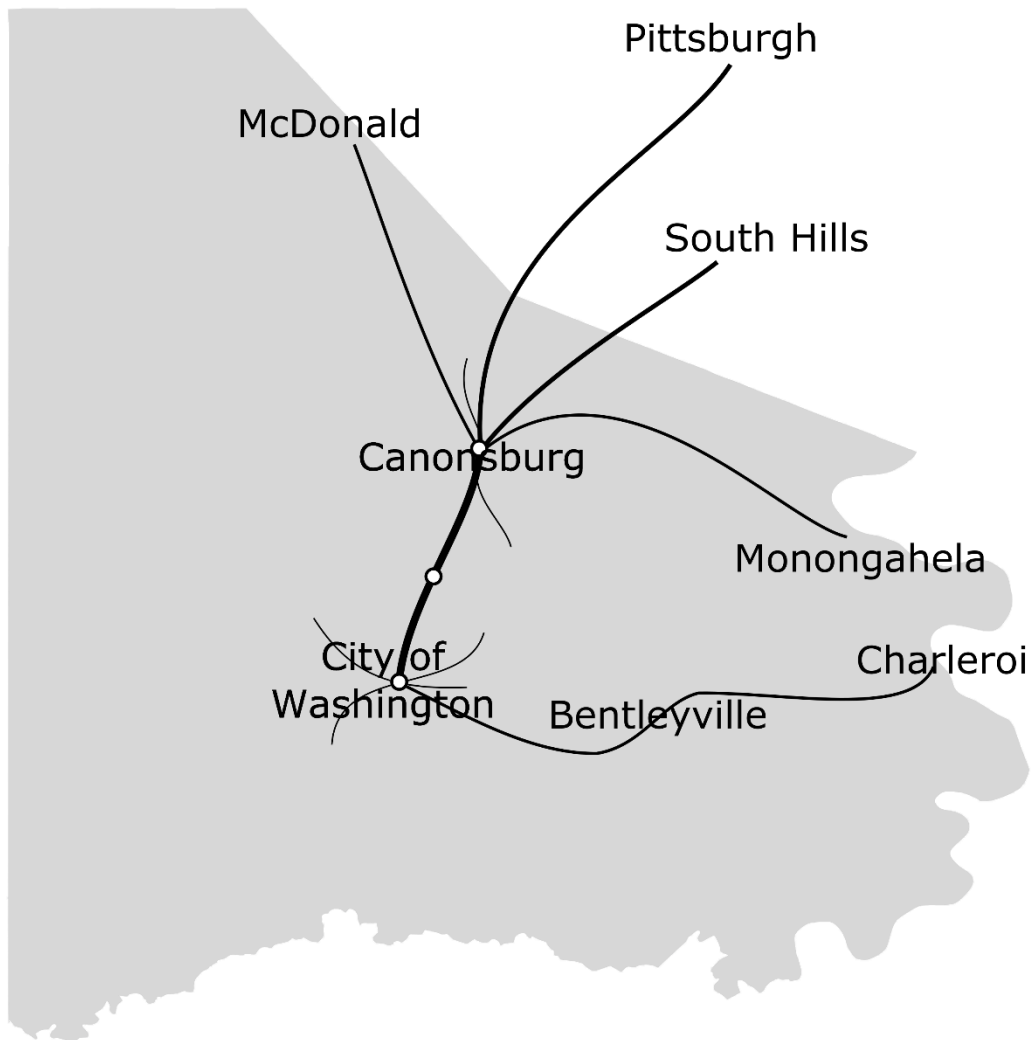 Pittsburgh
McDonald
South Hills
Canonsburg
Monongahela
City of
Washington
Charleroi
Bentleyville